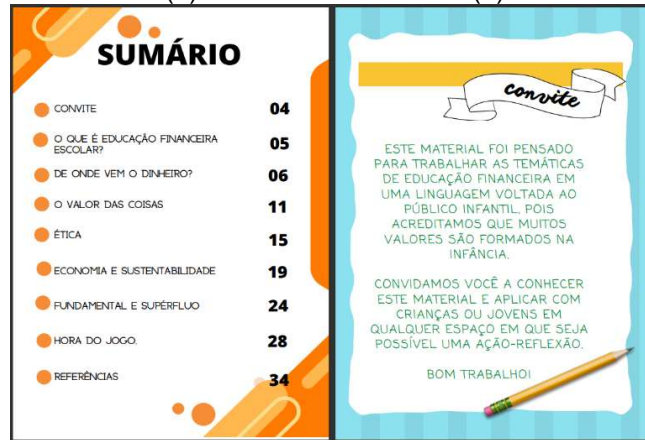 SUMÁRIO
CONVITE 04
O QUE É EDUCAÇÃO FINANCEIRA
ESCOLAR? 05
DE ONDE VEM O DINHEIRO? 06
O VALOR DAS COISAS 11
ÉTICA 15
ECONOMIA E SUSTENTABILIDADE 19
FUNDAMENTAL E SUPÉRFLUO 24
HORA DO JOGO. 28
REFERÊNCIAS 34
convite
ESTE MATERIAL FOI PENSADO
PARA TRABALHAR AS TEMÁTICAS
DE EDUCAÇÃO FINANCEIRA EM
UMA LINGUAGEM VOLTADA AO
PÚBLICO INFANTIL, POIS
ACREDITAMOS QUE MUITOS
VALORES SÃO FORMADOS NA
INFÂNCIA.
CONVIDAMOS VOCÊ A CONHECER
ESTE MATERIAL E APLICAR COM
CRIANÇAS OU JOVENS EM
QUALQUER ESPAÇO EM QUE SEJA
POSSÍVEL UMA AÇÃO-REFLEXÃO.
BOM TRABALHO!